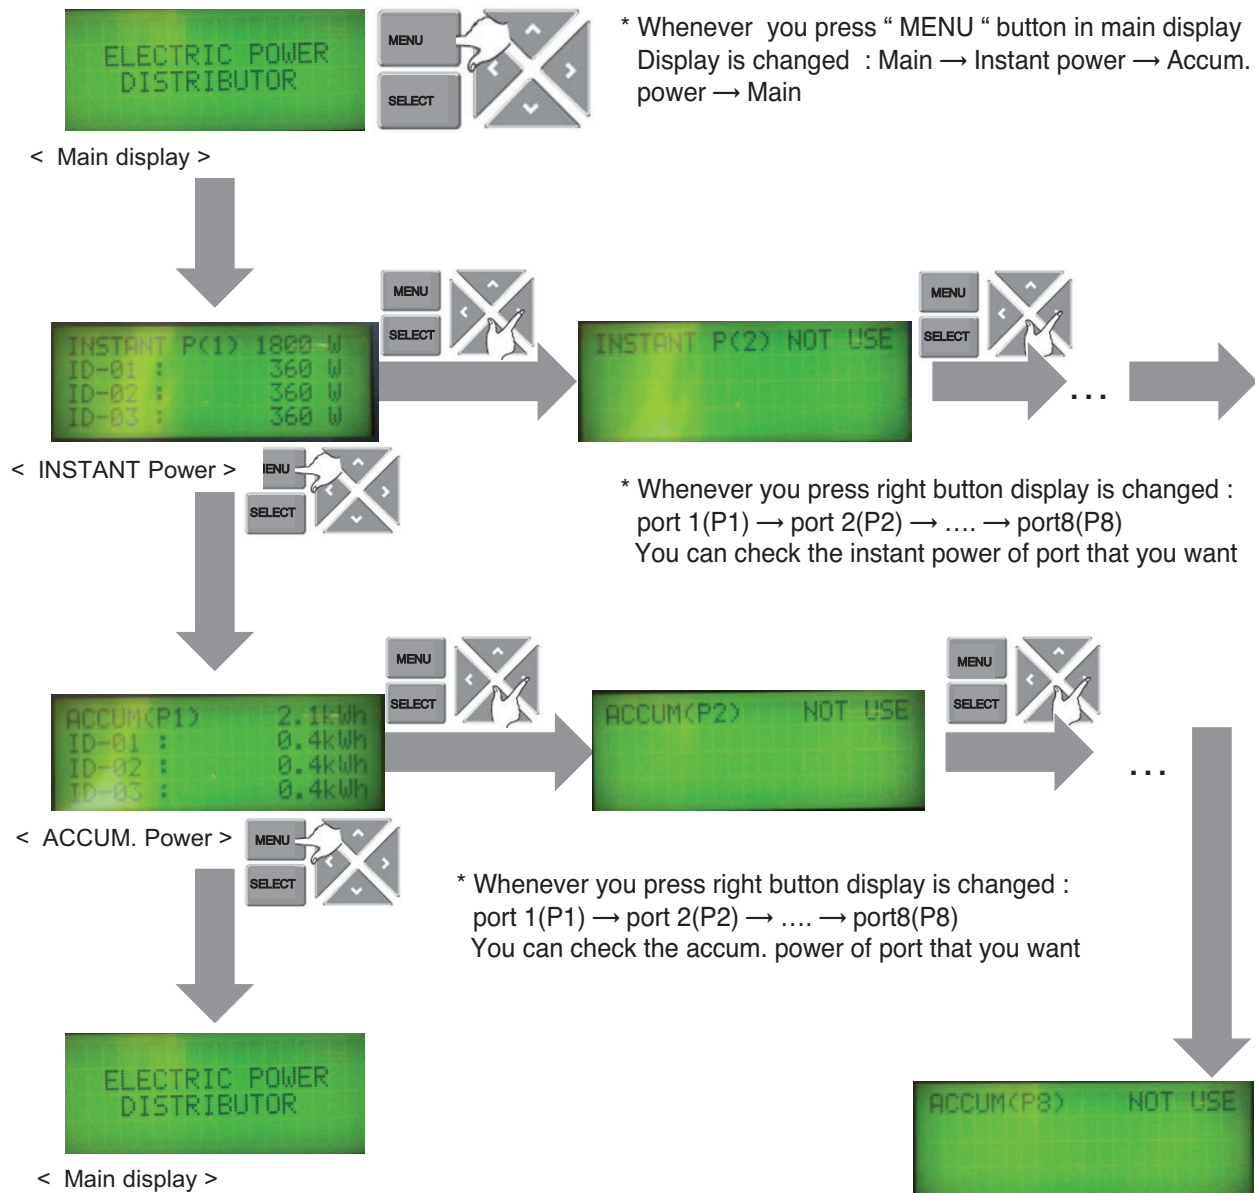 ELECTRIC POWER
DISTRIBUTOR
MENU
SELECT
* Whenever you press “ MENU “ button in main display
Display is changed : Main → Instant power → Accum.
power → Main
< Main display >
MENU
SELECT
MENU
SELECT
INSTANT P(1) 1800 W
ID-01 : 360 W
ID-02 : 360 W
ID-03 : 360 W
INSTANT P(2) NOT USE
...
< INSTANT Power >
ENU
SELECT
* Whenever you press right button display is changed :
port 1(P1) → port 2(P2) → …. → port8(P8)
You can check the instant power of port that you want
MENU
SELECT
MENU
SELECT
ACCUM(P1) 2.1kWh
ID-01 : 0.4kWh
ID-02 : 0.4kWh
ID-03 : 0.4kWh
ACCUM(P2) NOT USE
...
< ACCUM. Power >
MENU
SELECT
* Whenever you press right button display is changed :
port 1(P1) → port 2(P2) → …. → port8(P8)
You can check the accum. power of port that you want
ELECTRIC POWER
DISTRIBUTOR
ACCUM(P8) NOT USE
< Main display >